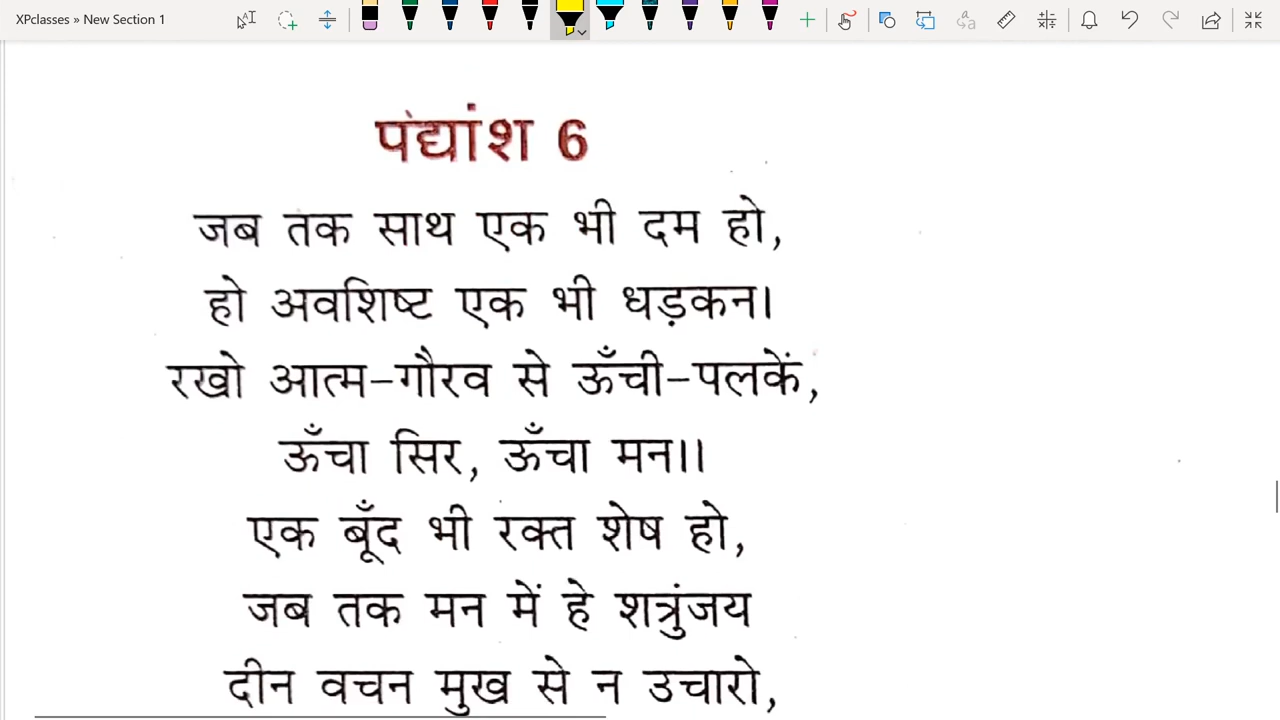 XPclasses » New Section 1
पद्यांश 6
जब तक साथ एक भी दम हो,
हो अवशिष्ट एक भी धड़कन।
रखो आत्म-गौरव से ऊँची-पलकें,
ऊँचा सिर, ऊँचा मन।।
एक बूँद भी रक्त शेष हो,
जब तक मन में हे शत्रुंजय
दीन वचन मुख से न उचारो,